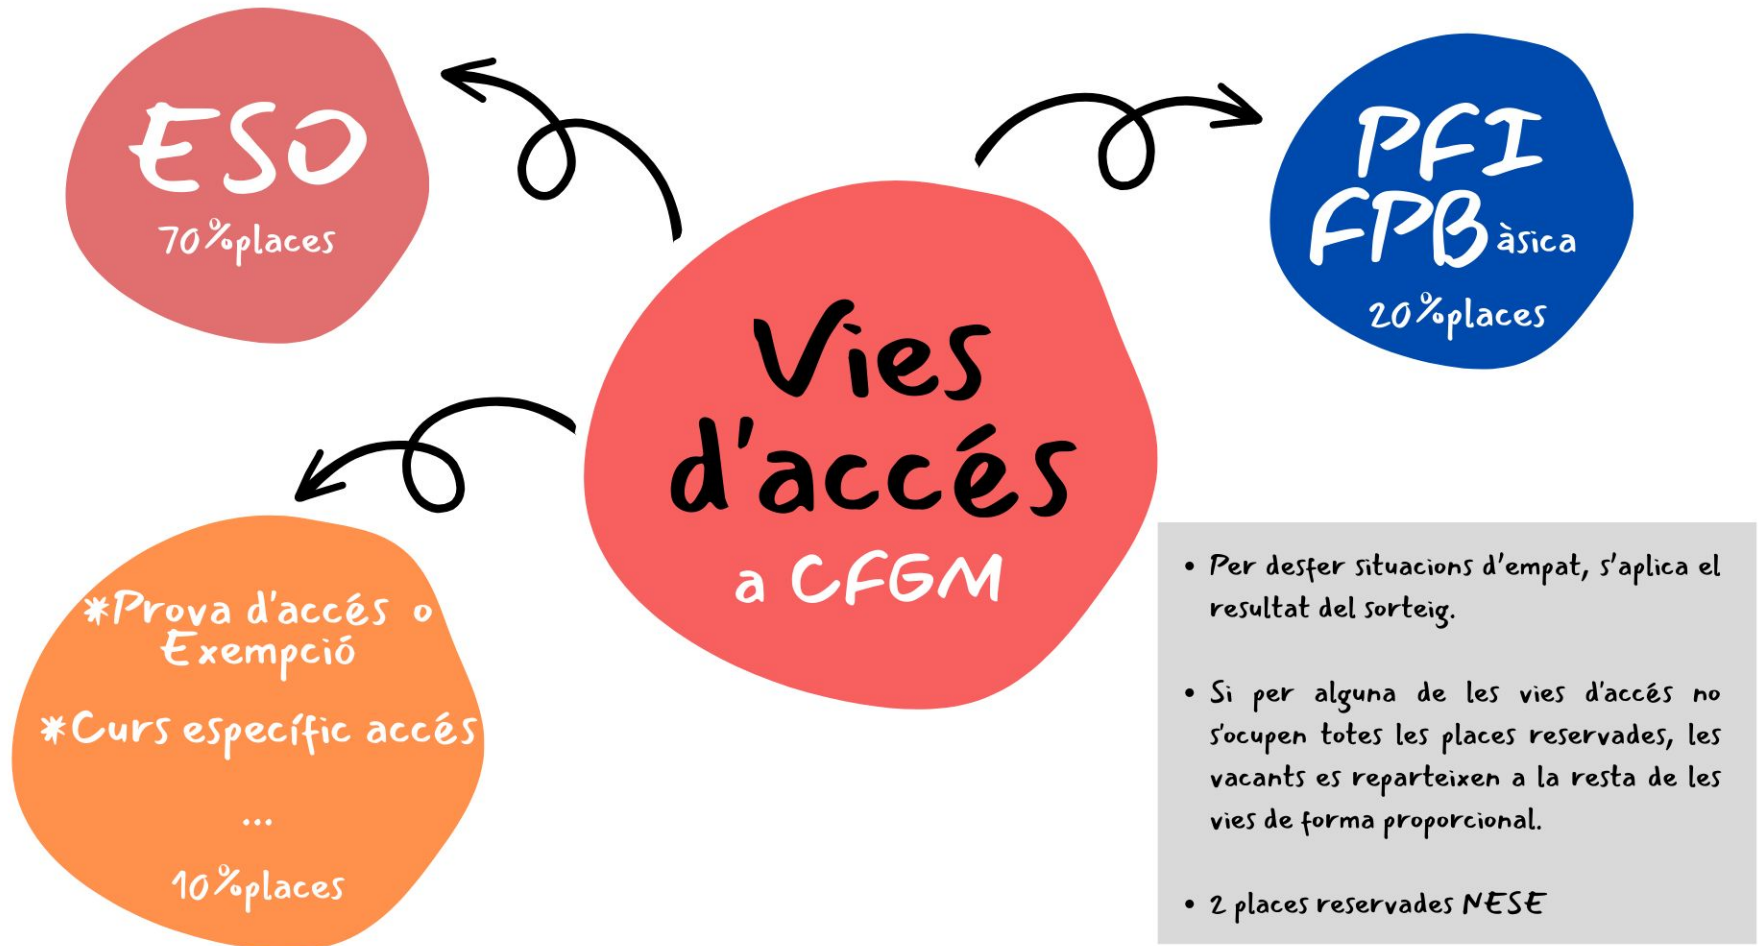 ESO
70%places
PFI
FPBàsica
20%places
Vies
d'accés
a CFGM
*Prova d'accés o
Exempció
*Curs específic accés
...
10%places
• Per desfer situacions d'empat, s'aplica el
resultat del sorteig.
• Si per alguna de les vies d'accés no
s'ocupen totes les places reservades, les
vacants es reparteixen a la resta de les
vies de forma proporcional.
• 2 places reservades NESE